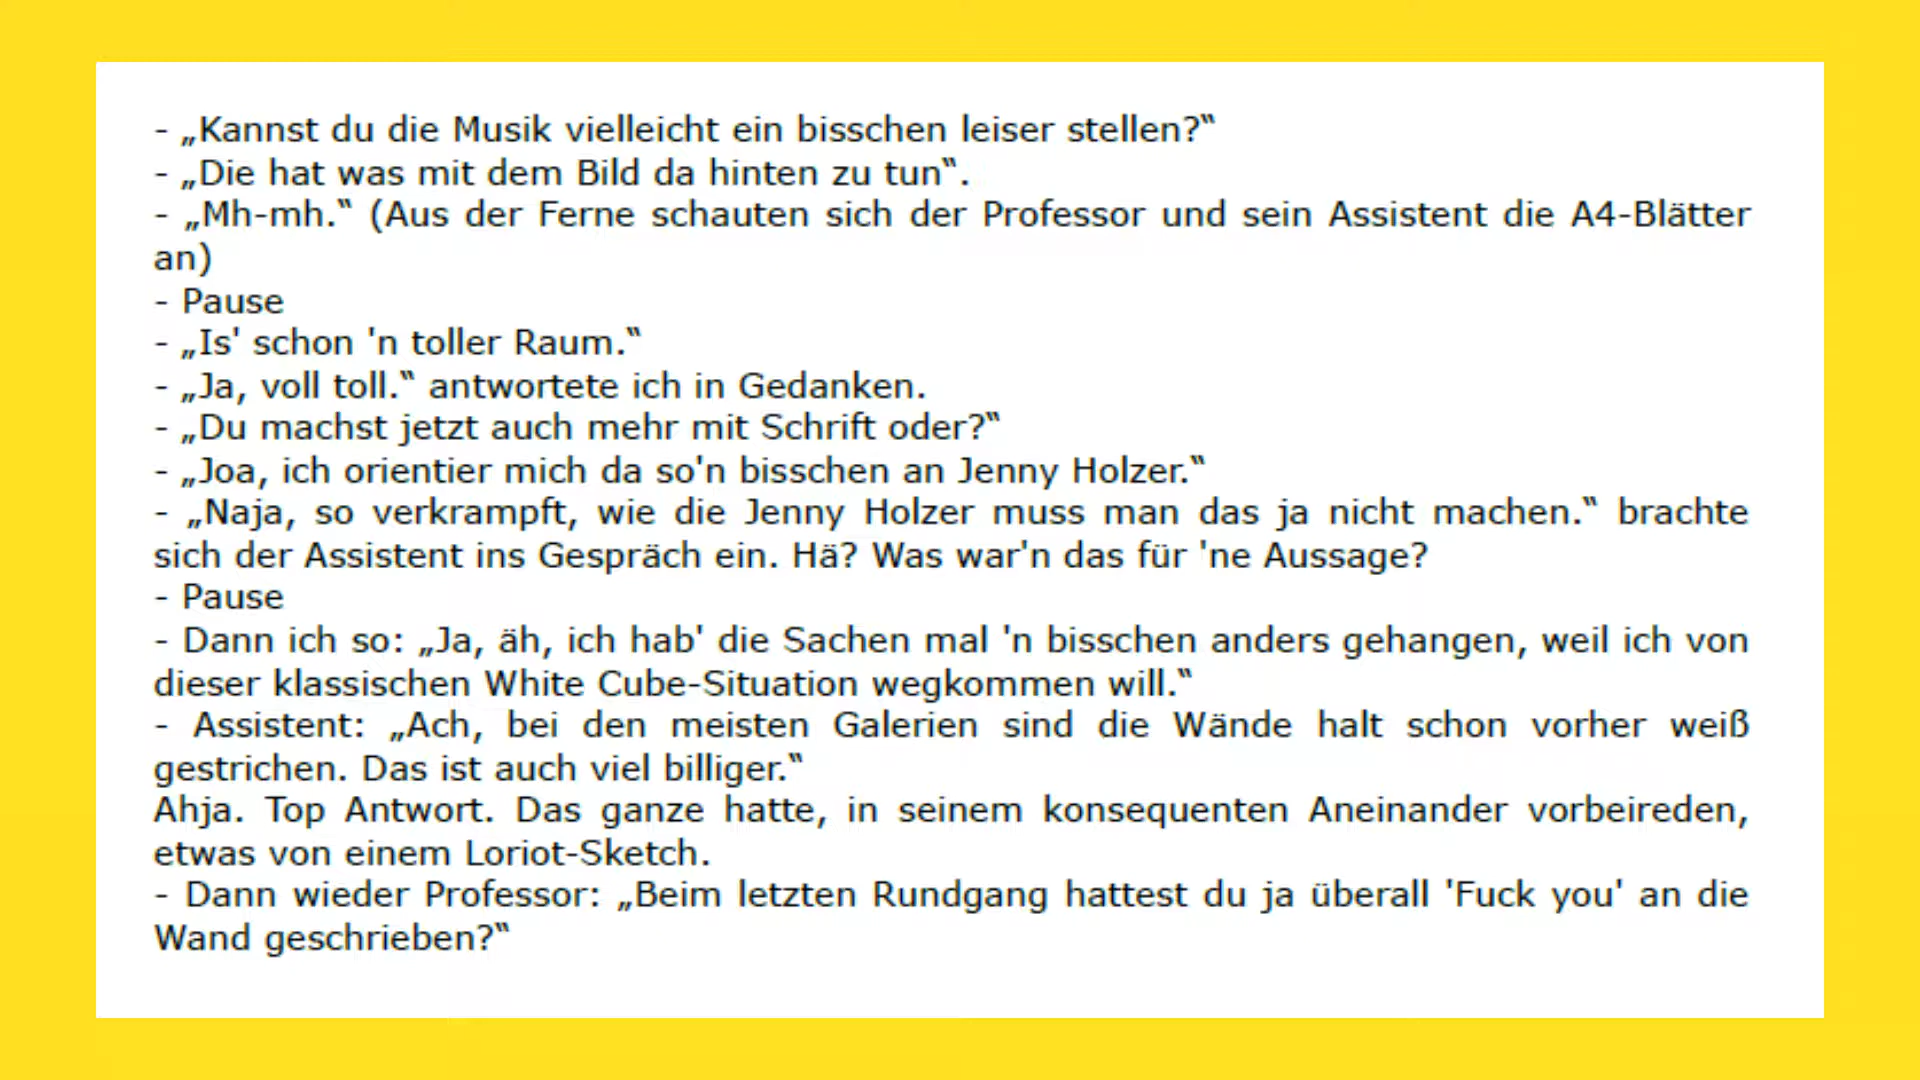 - „Kannst du die Musik vielleicht ein bisschen leiser stellen?“
- „Die hat was mit dem Bild da hinten zu tun“.
- „Mh-mh.“ (Aus der Ferne schauten sich der Professor und sein Assistent die A4-Blätter
an)
- Pause
- „Is' schon 'n toller Raum.“
- „Ja, voll toll.“ antwortete ich in Gedanken.
- „Du machst jetzt auch mehr mit Schrift oder?“
- „Joa, ich orientier mich da so'n bisschen an Jenny Holzer.“
- „Naja, so verkrampft, wie die Jenny Holzer muss man das ja nicht machen.“ brachte
sich der Assistent ins Gespräch ein. Hä? Was war'n das für 'ne Aussage?
- Pause
- Dann ich so: „Ja, äh, ich hab' die Sachen mal 'n bisschen anders gehangen, weil ich von
dieser klassischen White Cube-Situation wegkommen will.“
- Assistent: „Ach, bei den meisten Galerien sind die Wände halt schon vorher weiß
gestrichen. Das ist auch viel billiger.“
Ahja. Top Antwort. Das ganze hatte, in seinem konsequenten Aneinander vorbeireden,
etwas von einem Loriot-Sketch.
- Dann wieder Professor: „Beim letzten Rundgang hattest du ja überall 'Fuck you' an die
Wand geschrieben?“